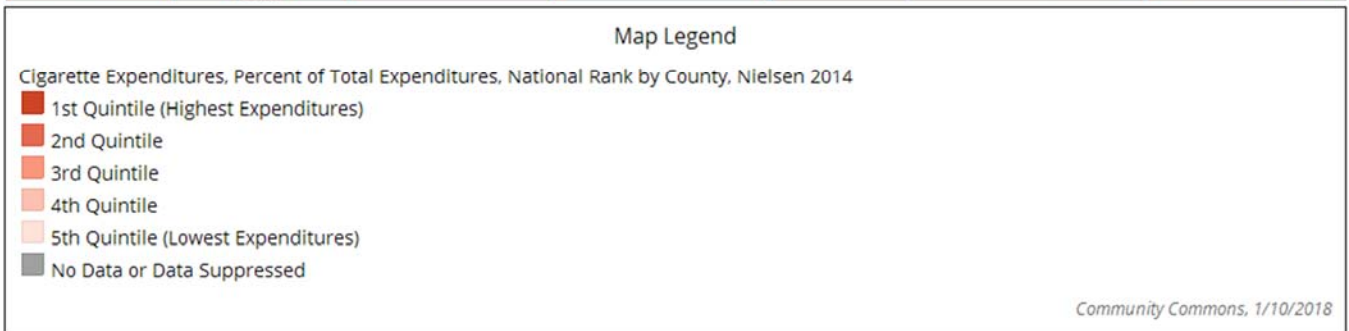 Map Legend
Cigarette Expenditures, Percent of Total Expenditures, National Rank by County, Nielsen 2014
1st Quintile (Highest Expenditures)
2nd Quintile
3rd Quintile
4th Quintile
5th Quintile (Lowest Expenditures)
No Data or Data Suppressed
Community Commons, 1/10/2018